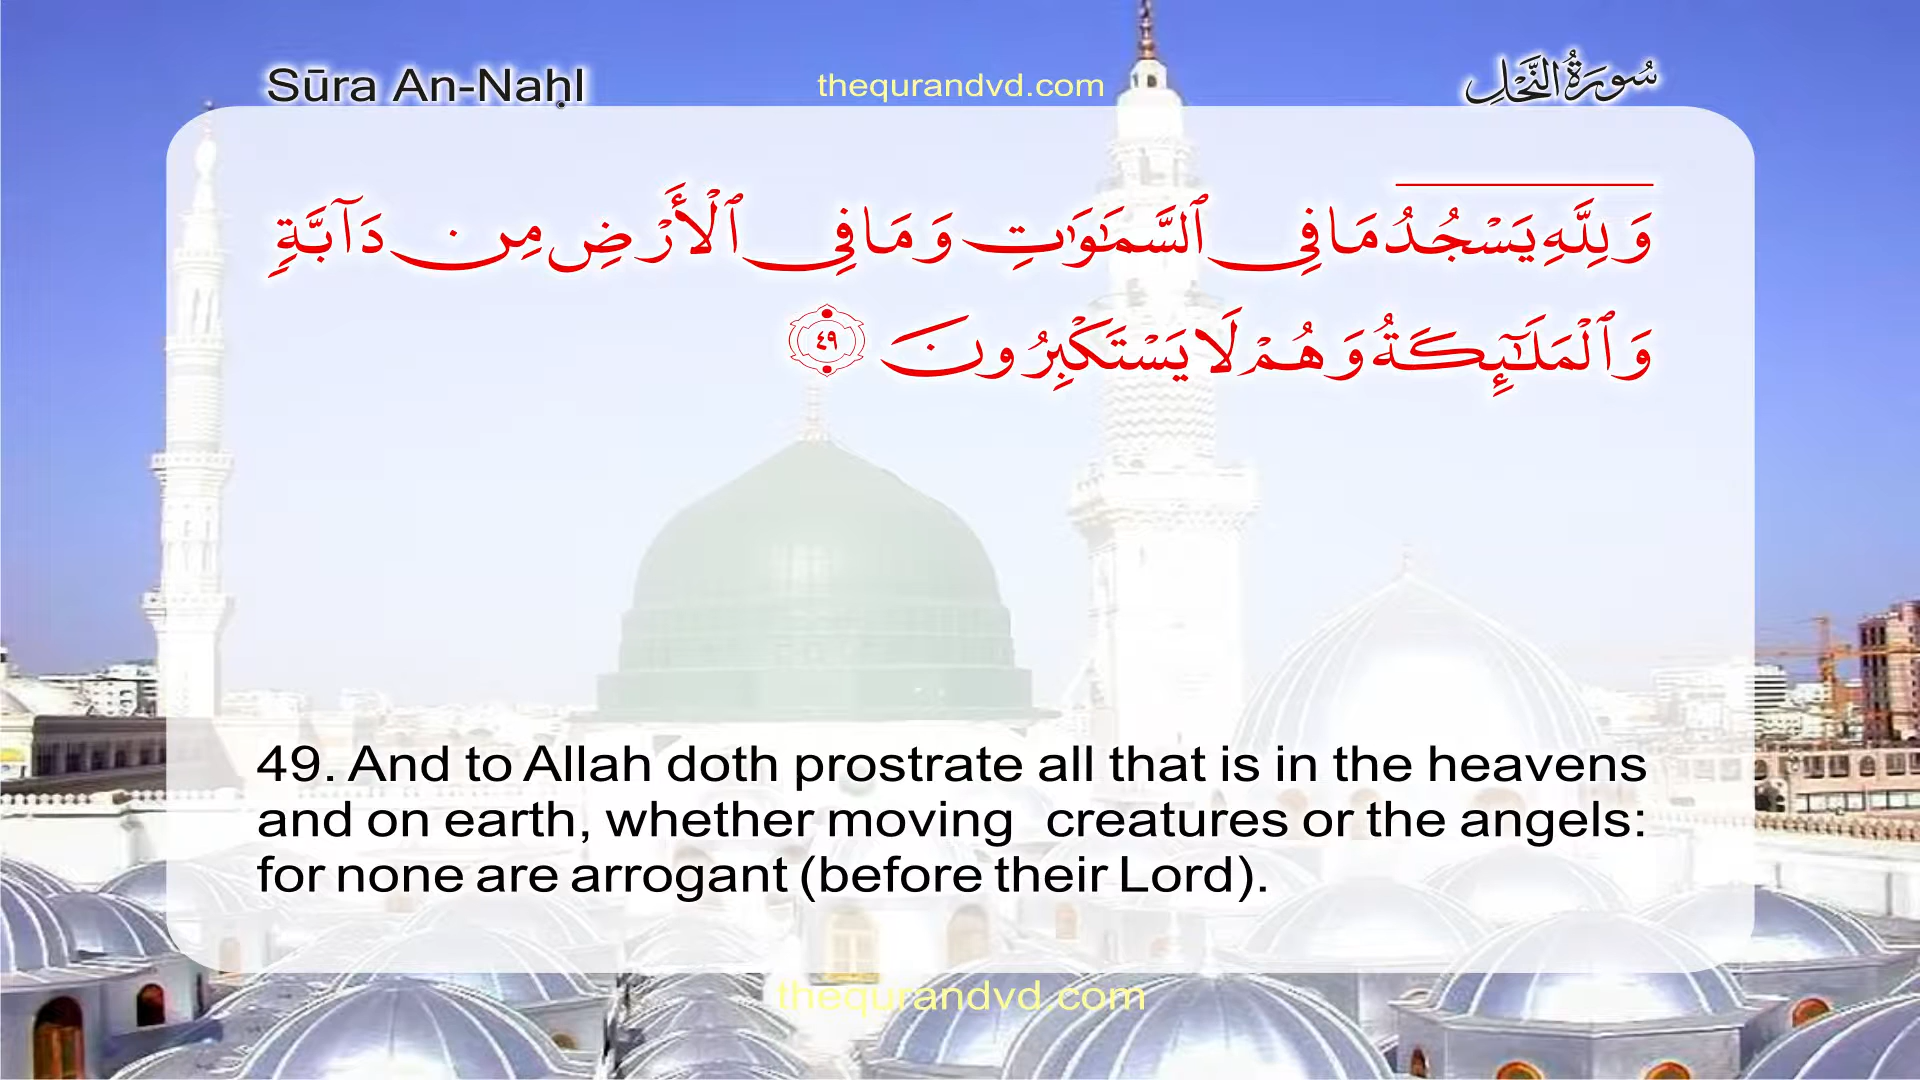 Sūra An-Naḥl
thequrandvd.com
سُورَةُ النَّحْلِ
وَلِلَّهِ يَسْجُدُ مَا فِى ٱلسَّمَـٰوَٰتِ وَمَا فِى ٱلْأَرْضِ مِن دَآبَّةٍ
وَٱلْمَلَـٰٓئِكَةُ وَهُمْ لَا يَسْتَكْبِرُونَ ٤٩
49. And to Allah doth prostrate all that is in the heavens
and on earth, whether moving creatures or the angels:
for none are arrogant (before their Lord).
thequrandvd.com